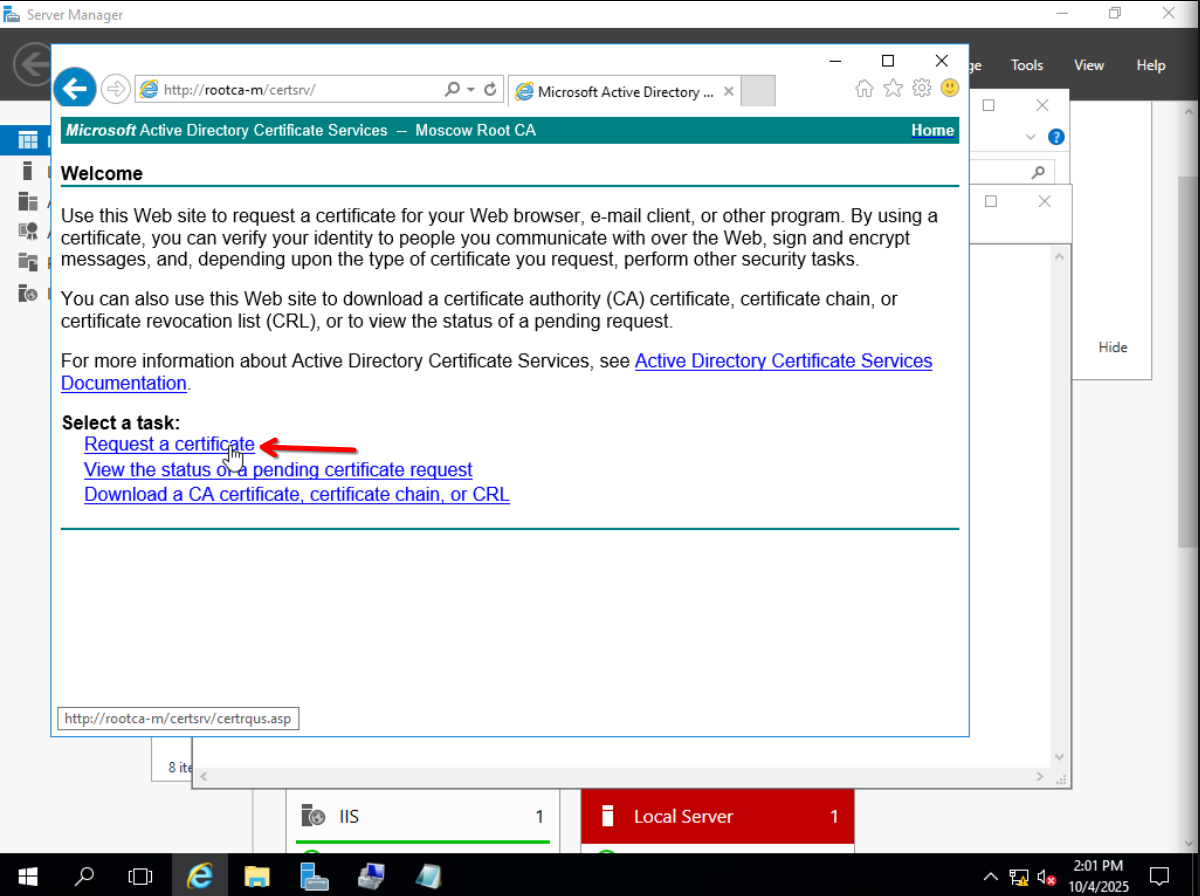 Server Manager
http://rootca-m/certsrv/
Microsoft Active Directory ...
Tools
View
Help
Microsoft Active Directory Certificate Services -- Moscow Root CA
Home
Welcome
Use this Web site to request a certificate for your Web browser, e-mail client, or other program. By using a
certificate, you can verify your identity to people you communicate with over the Web, sign and encrypt
messages, and, depending upon the type of certificate you request, perform other security tasks.
You can also use this Web site to download a certificate authority (CA) certificate, certificate chain, or
certificate revocation list (CRL), or to view the status of a pending request.
For more information about Active Directory Certificate Services, see Active Directory Certificate Services
Documentation.
Hide
Select a task:
Request a certificate
View the status of a pending certificate request
Download a CA certificate, certificate chain, or CRL
http://rootca-m/certsrv/certrqus.asp
8
IIS
1
Local Server
1
2:01 PM
10/4/2025